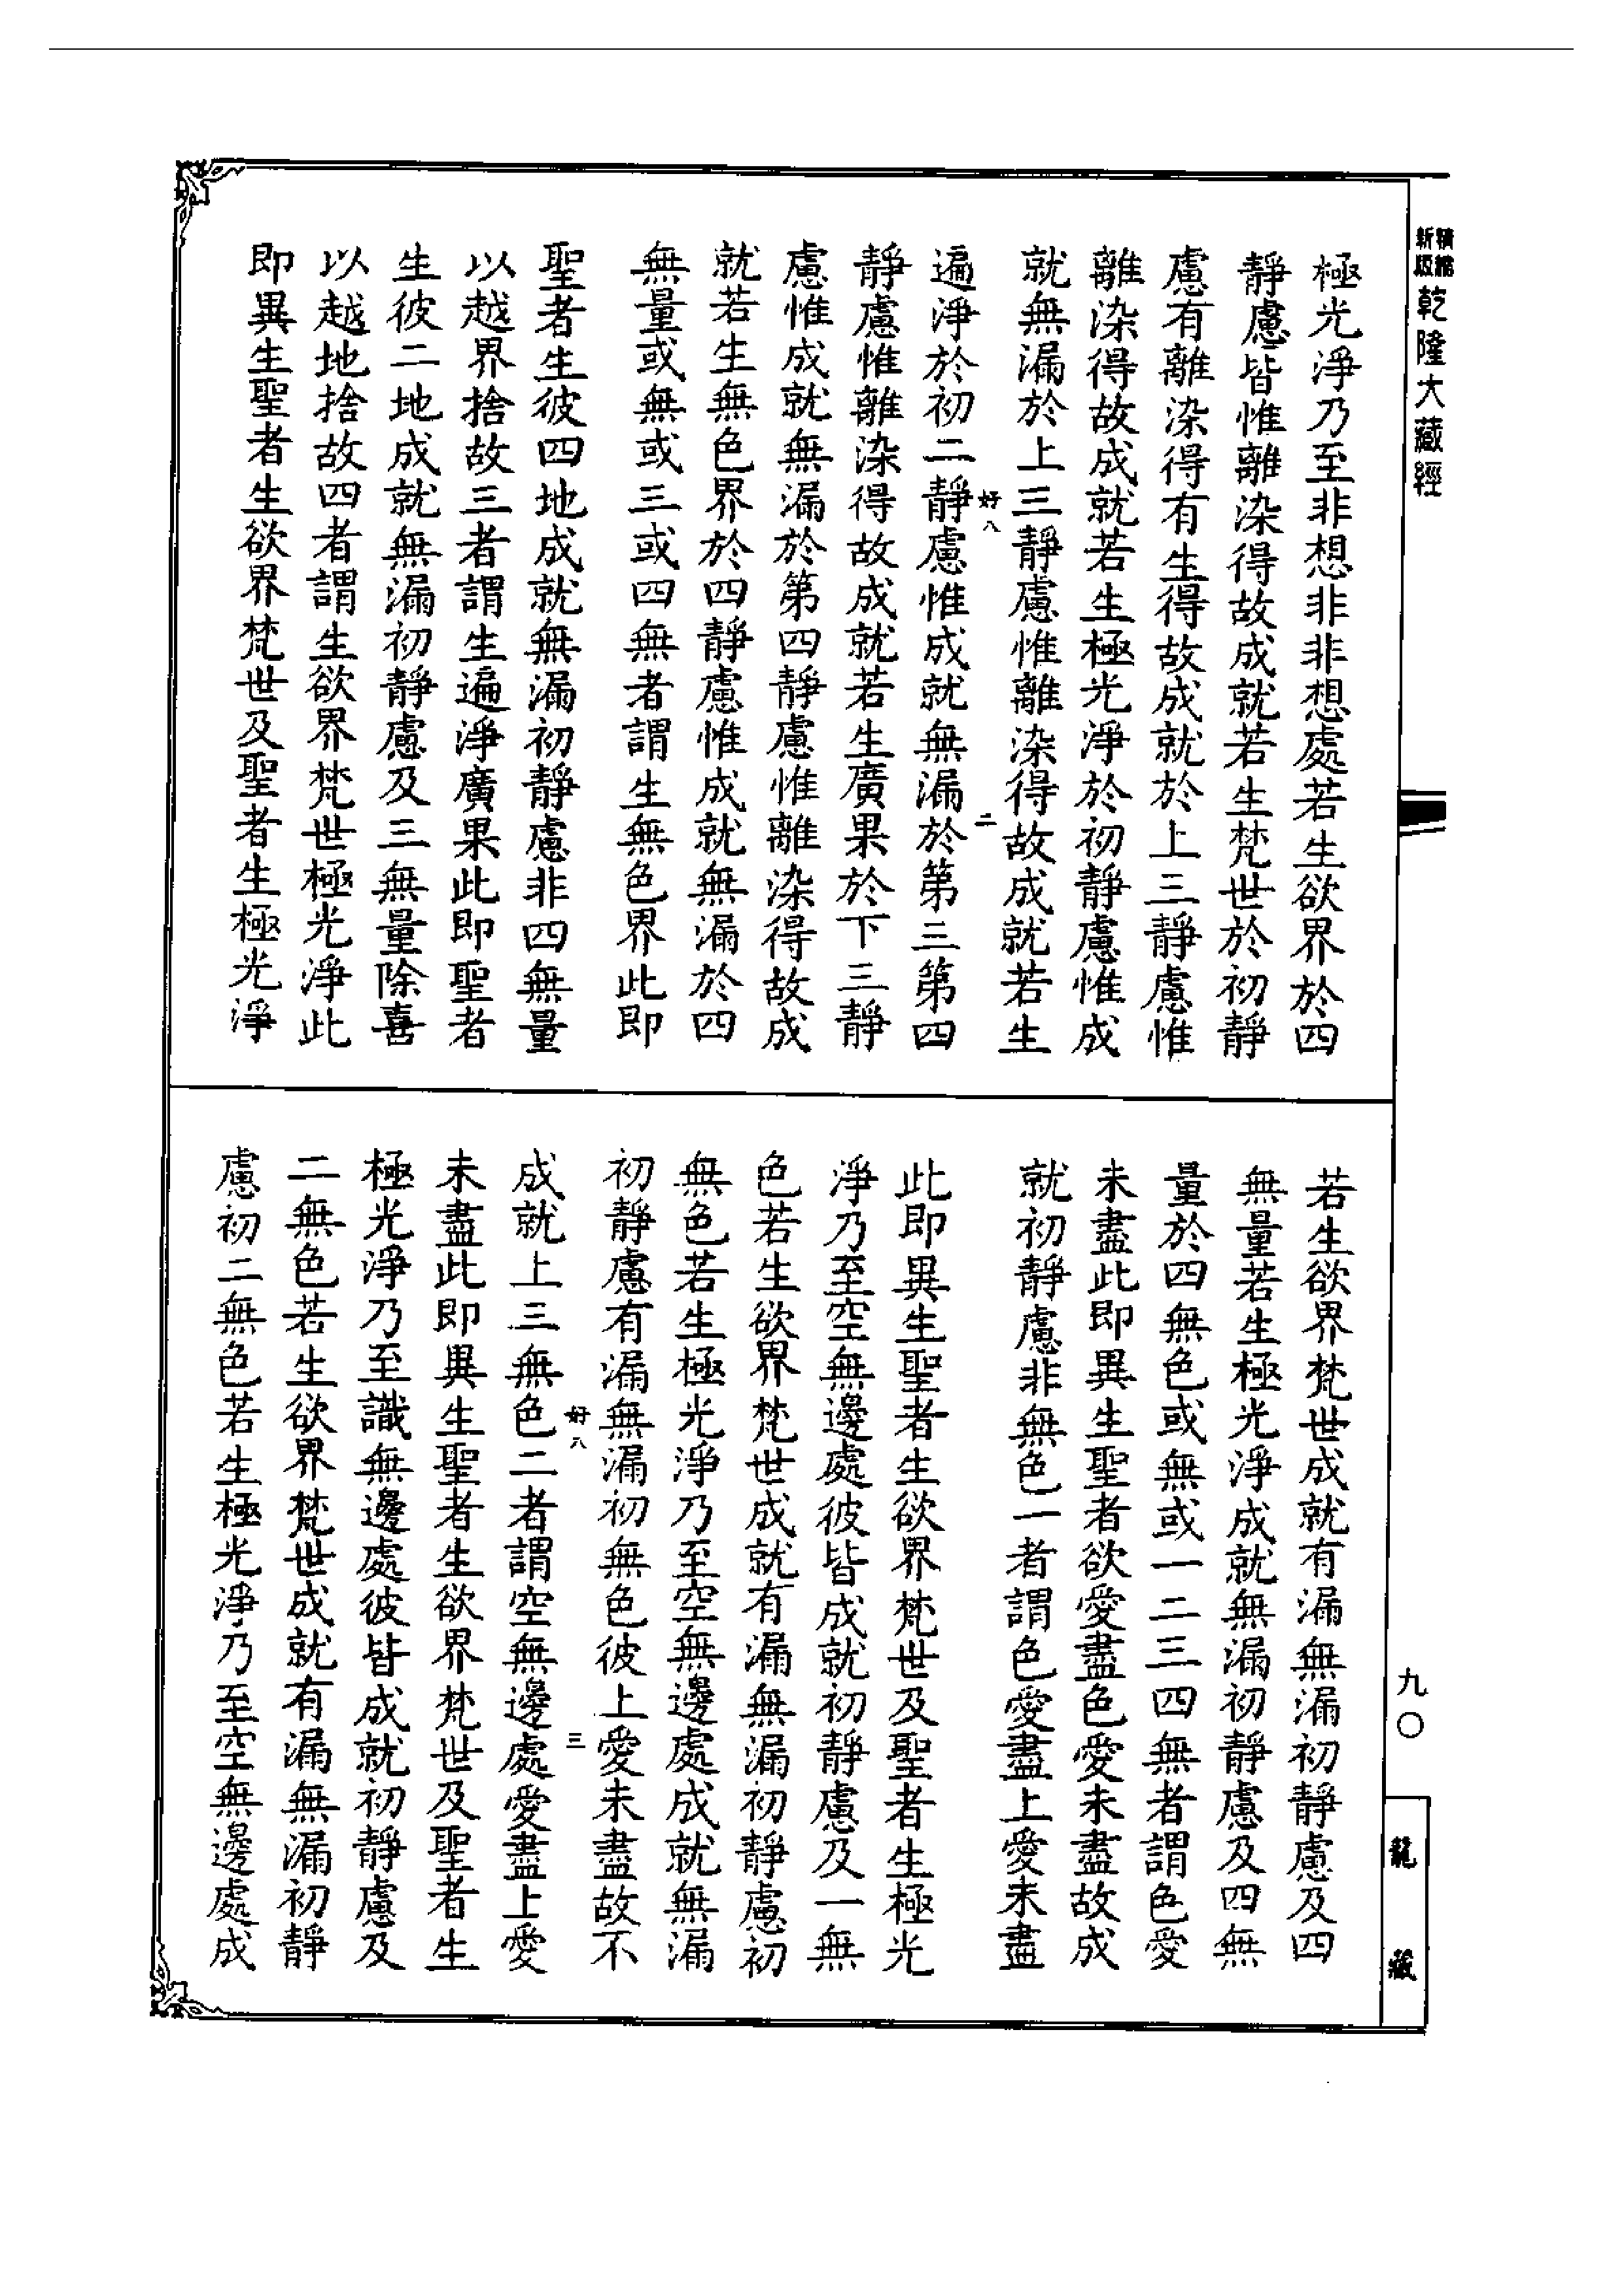 精縮
新版
乾隆大藏經
極光淨乃至非想非非想處若生欲界於四
靜慮皆惟離染得故成就若生梵世於初靜
慮有離染得有生得故成就於上三靜慮惟
離染得故成就若生極光淨於初靜慮惟成
就無漏於上三靜慮惟離染得故成就若生
好八
二
遍淨於初二靜慮惟成就無漏於第三第四
靜慮惟離染得故成就若生廣果於下三靜
慮惟成就無漏於第四靜慮惟離染得故成
就若生無色界於四靜慮惟成就無漏於四
無量或無或三或四無者謂生無色界此即
聖者生彼四地成就無漏初靜慮非四無量
以越界捨故三者謂生遍淨廣果此即聖者
生彼二地成就無漏初靜慮及三無量除喜
以越地捨故四者謂生欲界梵世極光淨此
即異生聖者生欲界梵世及聖者生極光淨
若生欲界梵世成就有漏無漏初靜慮及四
無量若生極光淨成就無漏初靜慮及四無
量於四無色或無或一二三四無者謂色愛
未盡此即異生聖者欲愛盡色愛未盡故成
就初靜慮非無色一者謂色愛盡上愛未盡
此即異生聖者生欲界梵世及聖者生極光
淨乃至空無邊處彼皆成就初靜慮及一無
色若生欲界梵世成就有漏無漏初靜慮初
無色若生極光淨乃至空無邊處成就無漏
初靜慮有漏無漏初無色彼上愛未盡故不
好八
三
成就上三無色二者謂空無邊處愛盡上愛
未盡此即異生聖者生欲界梵世及聖者生
極光淨乃至識無邊處彼皆成就初靜慮及
二無色若生欲界梵世成就有漏無漏初靜
慮初二無色若生極光淨乃至空無邊處成
九〇
龍藏